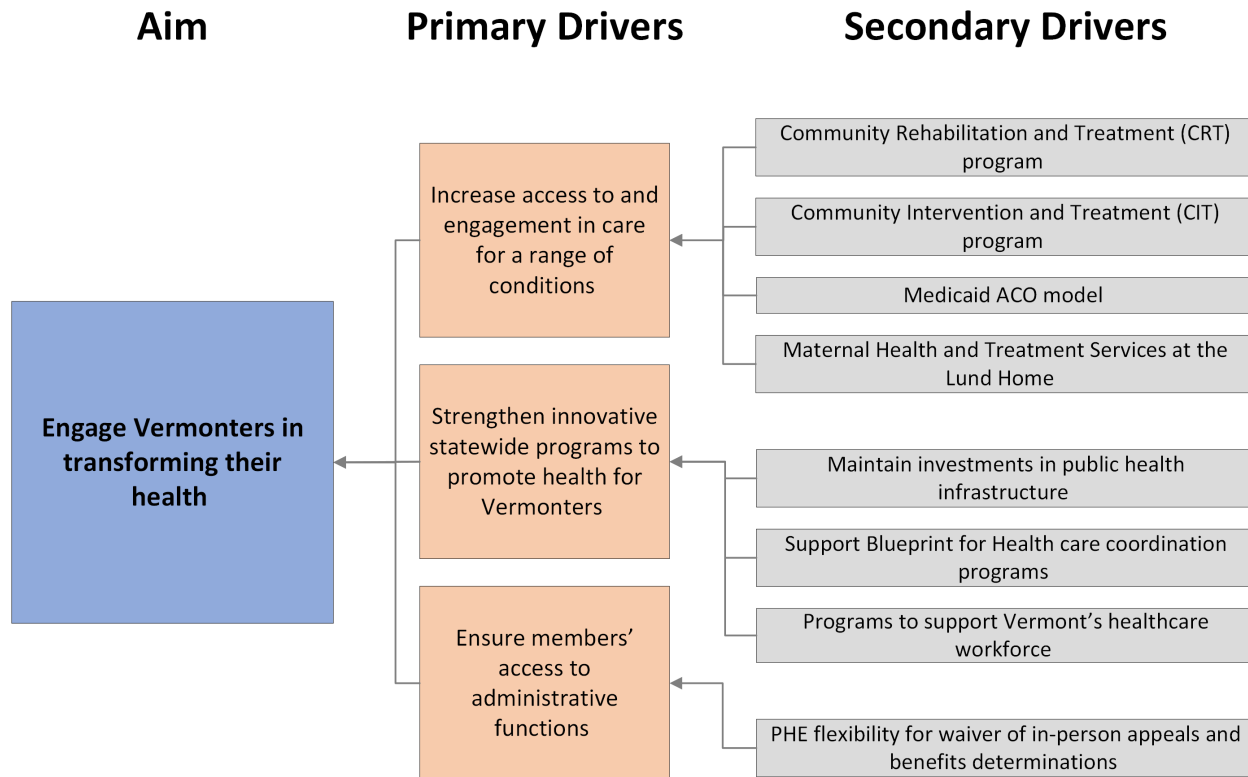 Aim
Primary Drivers
Secondary Drivers
Engage Vermonters in
transforming their
health
Increase access to and
engagement in care
for a range of
conditions
Strengthen innovative
statewide programs to
promote health for
Vermonters
Ensure members’
access to
administrative
functions
Community Rehabilitation and Treatment (CRT)
program
Community Intervention and Treatment (CIT)
program
Medicaid ACO model
Maternal Health and Treatment Services at the
Lund Home
Maintain investments in public health
infrastructure
Support Blueprint for Health care coordination
programs
Programs to support Vermont’s healthcare
workforce
PHE flexibility for waiver of in-person appeals and
benefits determinations